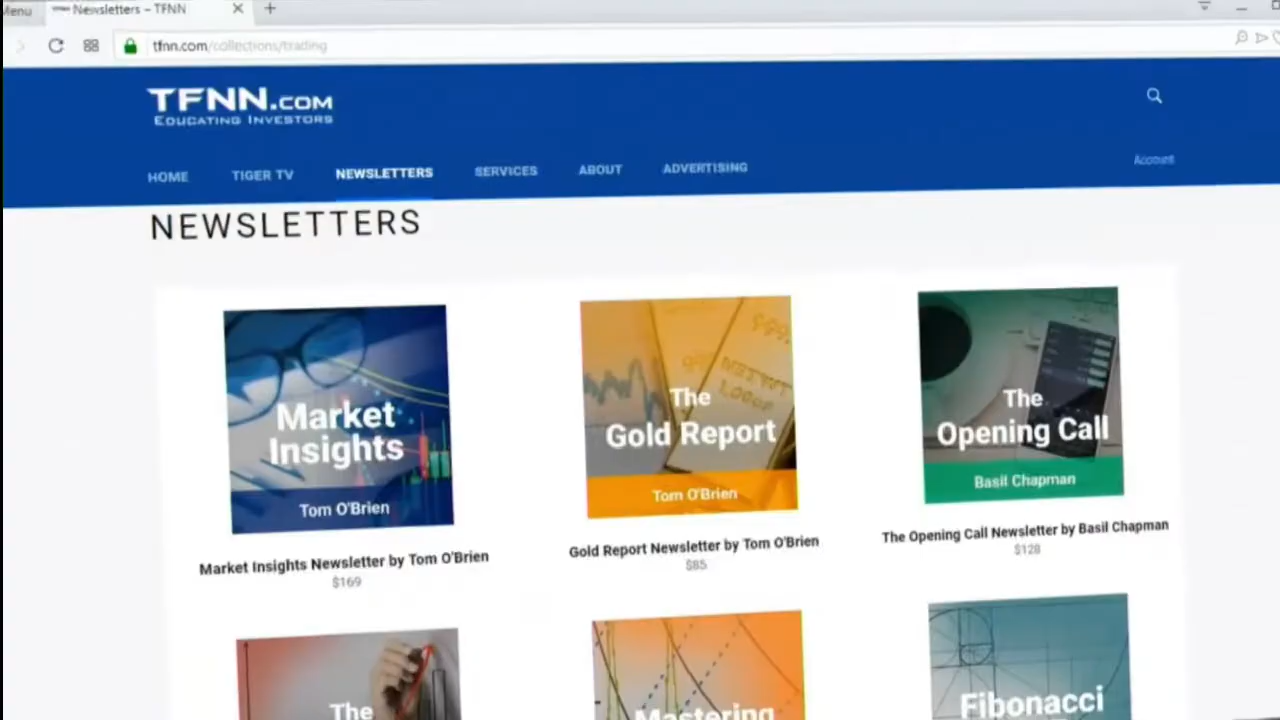 Menu
Newsletters – TFNN
tfnn.com/collections/trading
TFNN.COM
EDUCATING INVESTORS
Account
HOME TIGER TV NEWSLETTERS SERVICES ABOUT ADVERTISING
NEWSLETTERS
Market
Insights
Tom O'Brien
The
Gold Report
Tom O'Brien
The
Opening Call
Basil Chapman
Market Insights Newsletter by Tom O'Brien
$169
Gold Report Newsletter by Tom O'Brien
$85
The Opening Call Newsletter by Basil Chapman
$128
The
Mastering
Fibonacci